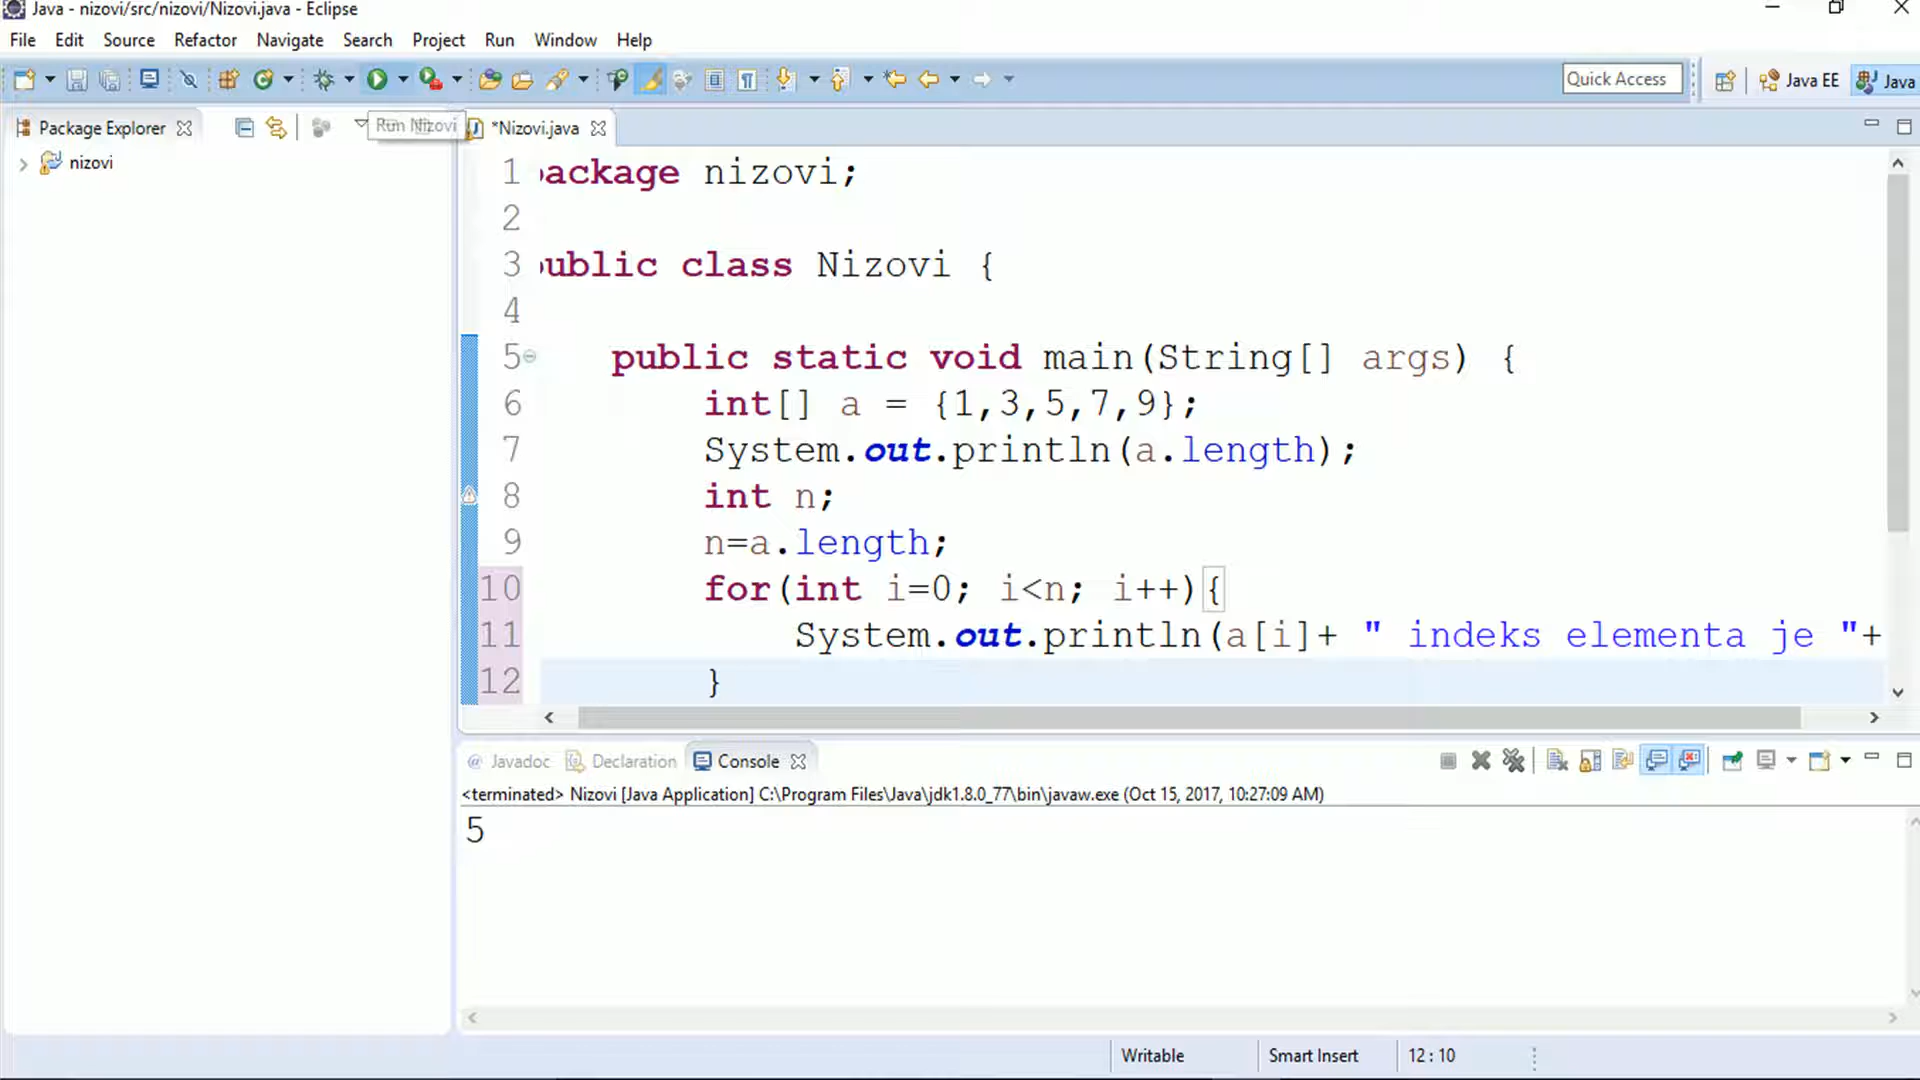 Java - nizovi/src/nizovi/Nizovi.java - Eclipse
File Edit Source Refactor Navigate Search Project Run Window Help
Quick Access Java EE Java
Package Explorer Run Nizovi *Nizovi.java
nizovi
1 ackage nizovi;
2
3 ublic class Nizovi {
4
5 public static void main(String[] args) {
6 int[] a = {1,3,5,7,9};
7 System.out.println(a.length);
8 int n;
9 n=a.length;
10 for(int i=0; i<n; i++){
11 System.out.println(a[i]+ " indeks elementa je "+
12 }
@ Javadoc Declaration Console
<terminated> Nizovi [Java Application] C:\Program Files\Java\jdk1.8.0_77\bin\javaw.exe (Oct 15, 2017, 10:27:09 AM)
5
Writable Smart Insert 12 : 10